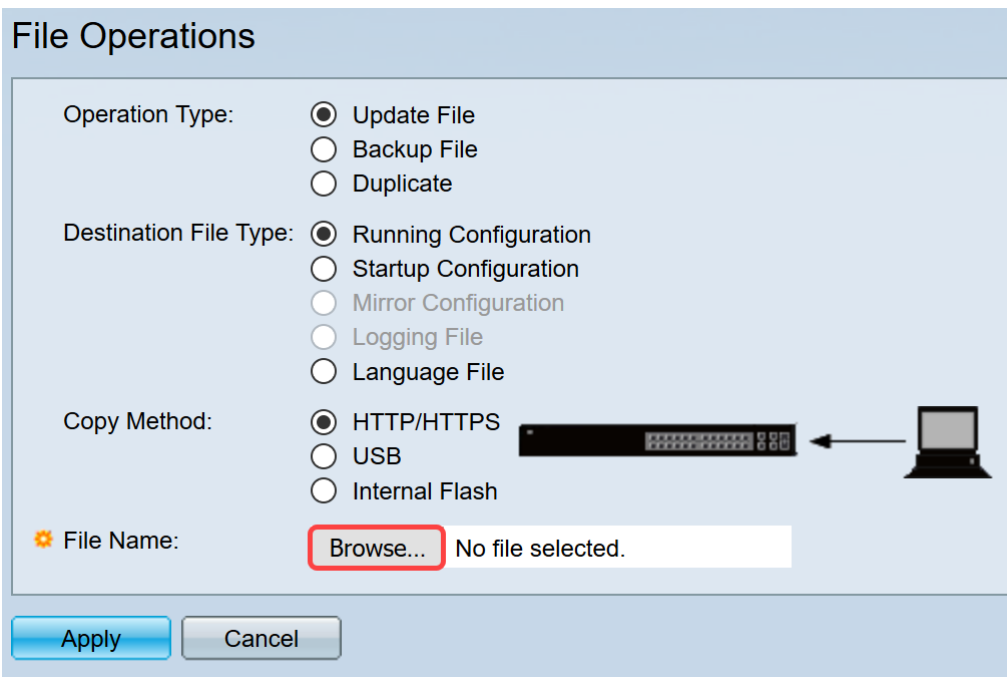 File Operations
Operation Type: Update File
Backup File
Duplicate
Destination File Type: Running Configuration
Startup Configuration
Mirror Configuration
Logging File
Language File
Copy Method: HTTP/HTTPS
USB
Internal Flash
File Name: Browse... No file selected.
Apply Cancel